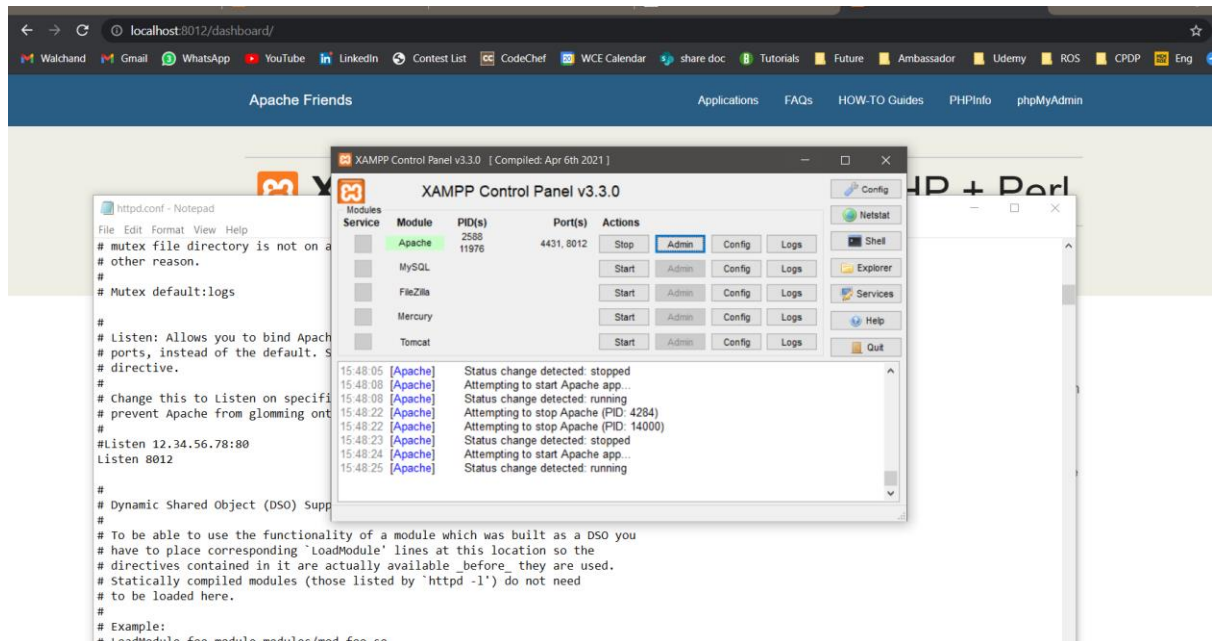 localhost:8012/dashboard/
Walchand Gmail WhatsApp YouTube LinkedIn Contest List CodeChef WCE Calendar share doc Tutorials Future Ambassador Udemy ROS CPDP Eng
Apache Friends Applications FAQs HOW-TO Guides PHPInfo phpMyAdmin
XAMPP Control Panel v3.3.0 [ Compiled: Apr 6th 2021 ]
XAMPP Control Panel v3.3.0 Config
Modules
Service Module PID(s) Port(s) Actions Netstat
Apache 2588 11976 4431, 8012 Stop Admin Config Logs Shell
MySQL Start Admin Config Logs Explorer
FileZilla Start Admin Config Logs Services
Mercury Start Admin Config Logs Help
Tomcat Start Admin Config Logs Quit
15:48:05 [Apache] Status change detected: stopped
15:48:08 [Apache] Attempting to start Apache app...
15:48:08 [Apache] Status change detected: running
15:48:22 [Apache] Attempting to stop Apache (PID: 4284)
15:48:22 [Apache] Attempting to stop Apache (PID: 14000)
15:48:23 [Apache] Status change detected: stopped
15:48:24 [Apache] Attempting to start Apache app...
15:48:25 [Apache] Status change detected: running
httpd.conf - Notepad
File Edit Format View Help
# mutex file directory is not on a
# other reason.
#
# Mutex default:logs
#
# Listen: Allows you to bind Apach
# ports, instead of the default. S
# directive.
#
# Change this to Listen on specifi
# prevent Apache from glomming ont
#
#Listen 12.34.56.78:80
Listen 8012
#
# Dynamic Shared Object (DSO) Supp
#
# To be able to use the functionality of a module which was built as a DSO you
# have to place corresponding `LoadModule' lines at this location so the
# directives contained in it are actually available _before_ they are used.
# Statically compiled modules (those listed by `httpd -l') do not need
# to be loaded here.
#
# Example:
# LoadModule foo_module modules/mod_foo.so